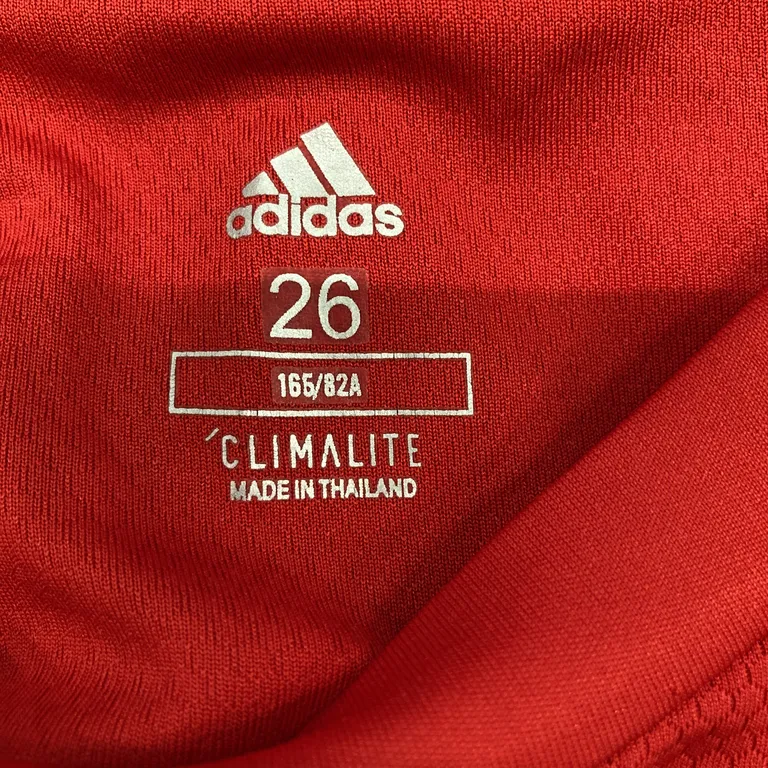 adidas
26
165/82A
CLIMALITE
MADE IN THAILAND